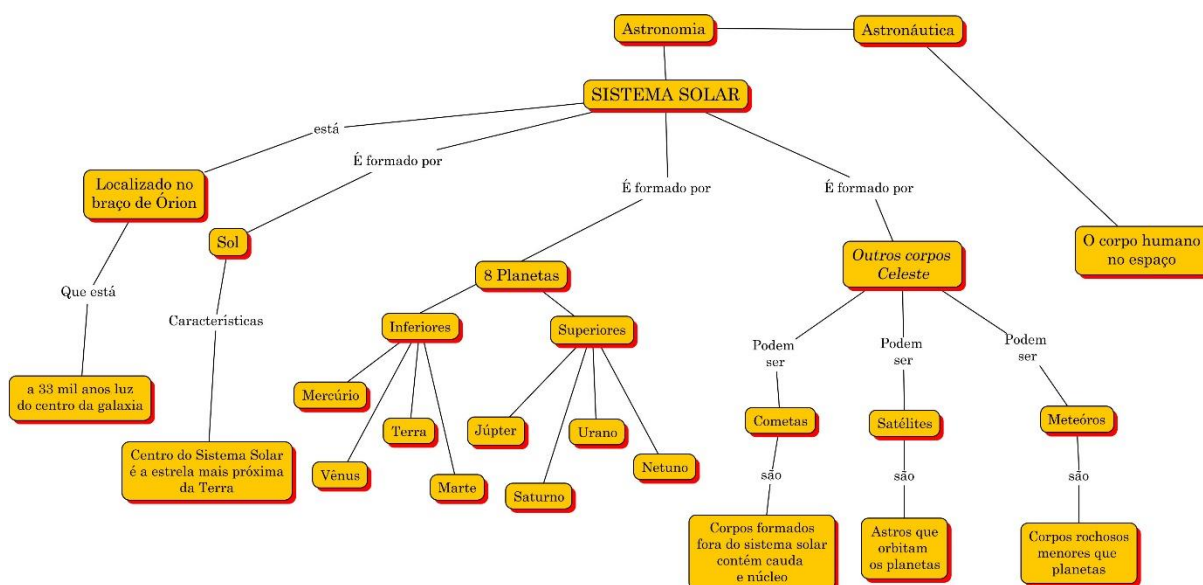 Astronomia
Astronáutica
SISTEMA SOLAR
está
É formado por
É formado por
É formado por
Localizado no
braço de Órion
Sol
8 Planetas
Outros corpos
Celeste
O corpo humano
no espaço
Que está
Características
Inferiores
Superiores
Podem
ser
Podem
ser
Podem
ser
a 33 mil anos luz
do centro da galaxia
Mercúrio
Terra
Vênus
Marte
Júpter
Urano
Saturno
Netuno
Cometas
Satélites
Meteóros
Centro do Sistema Solar
é a estrela mais próxima
da Terra
são
são
são
Corpos formados
fora do sistema solar
contém cauda
e núcleo
Astros que
orbitam
os planetas
Corpos rochosos
menores que
planetas